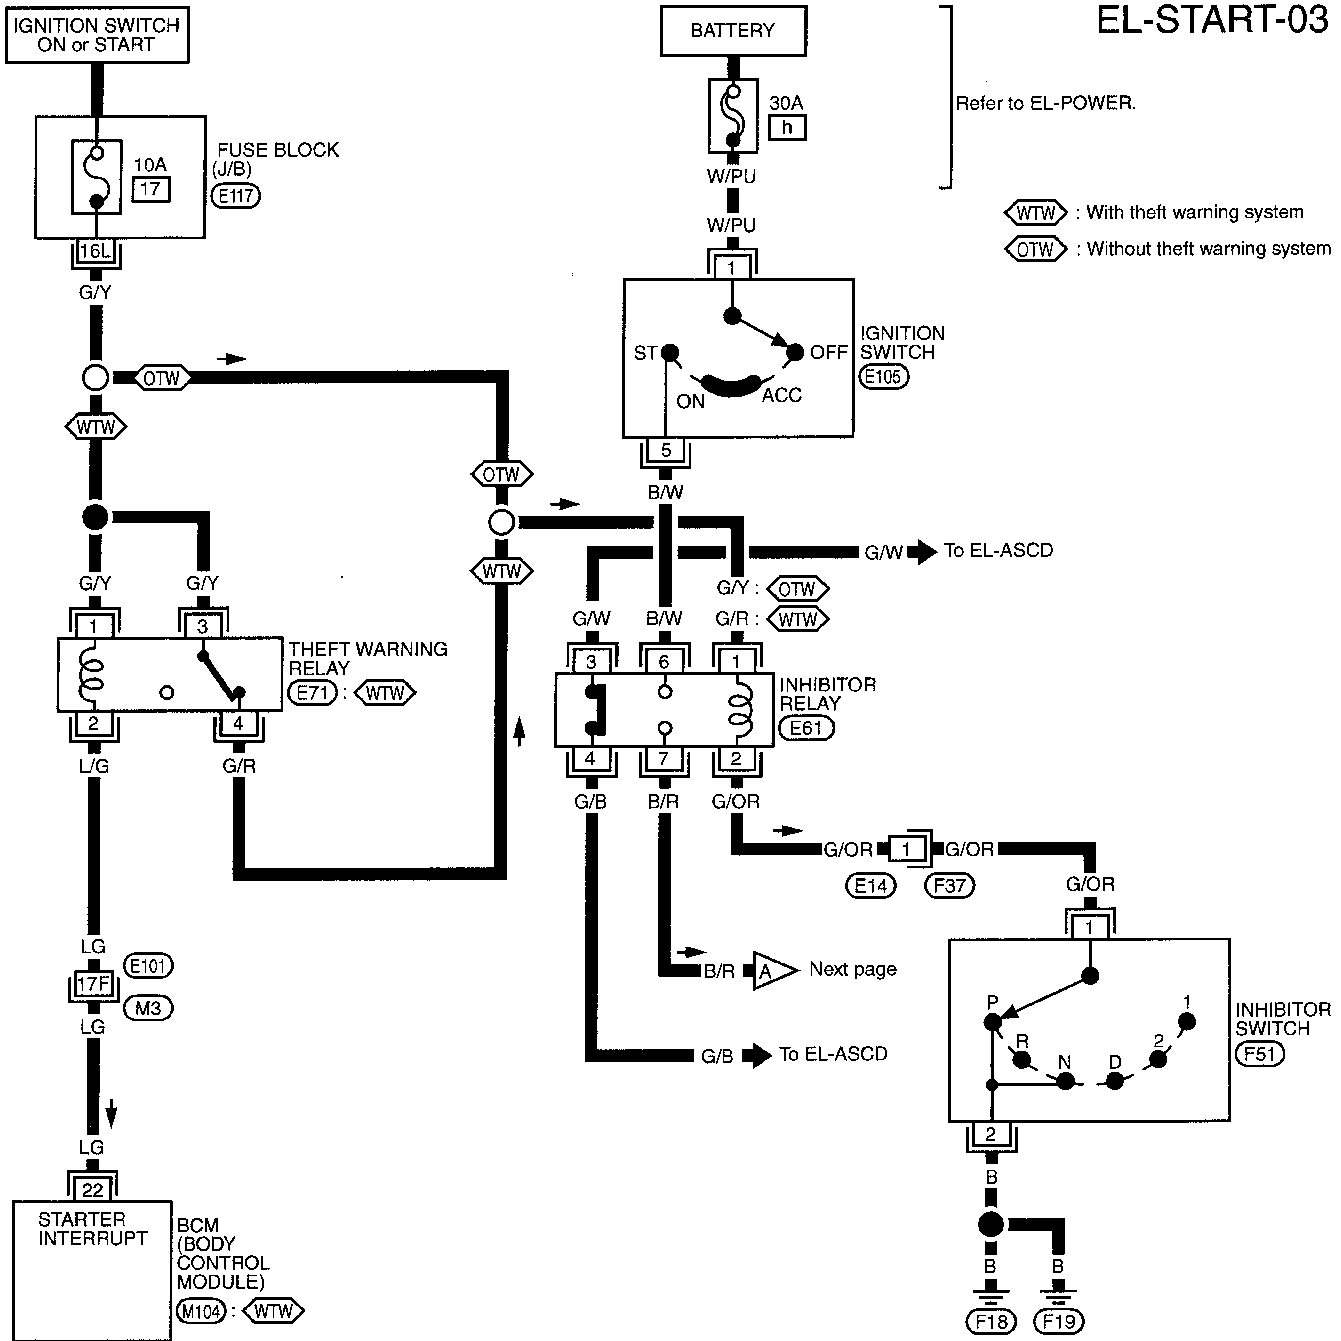 EL-START-03
IGNITION SWITCH
ON or START
BATTERY
30A
h
Refer to EL-POWER.
FUSE BLOCK
(J/B)
E117
10A
17
W/PU
WTW : With theft warning system
OTW : Without theft warning system
16L
W/PU
1
G/Y
IGNITION
SWITCH
E105
ST
OFF
ON
ACC
OTW
WTW
5
OTW
B/W
WTW
G/W
To EL-ASCD
G/Y
G/Y
G/Y : OTW
G/W
B/W
G/R : WTW
1
3
THEFT WARNING
RELAY
E71 : WTW
3
6
1
INHIBITOR
RELAY
E61
2
4
4
7
2
L/G
G/R
G/B
B/R
G/OR
G/OR
1
G/OR
E14
F37
G/OR
1
LG
E101
17F
M3
LG
B/R
A
Next page
P
R
N
D
2
1
INHIBITOR
SWITCH
F51
G/B
To EL-ASCD
2
LG
22
STARTER
INTERRUPT
BCM
(BODY
CONTROL
MODULE)
M104 : WTW
B
B
B
F18
F19